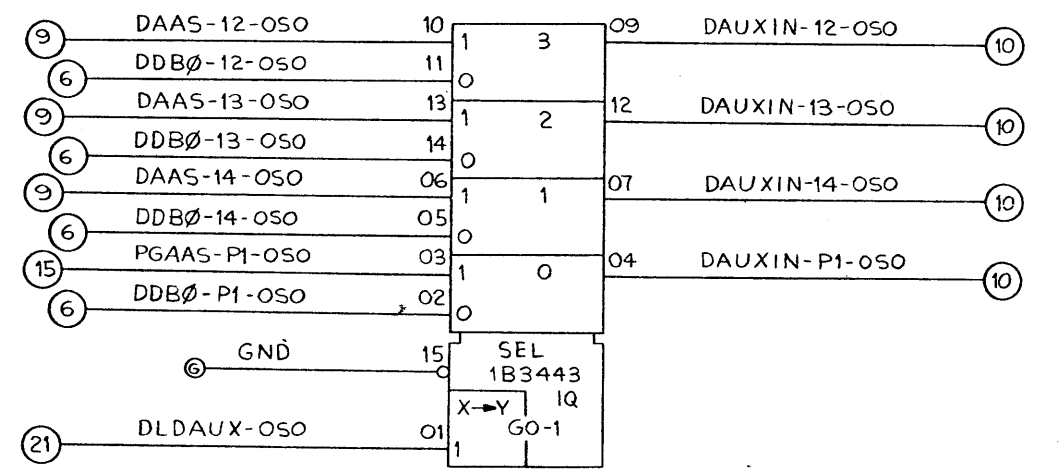 9 DAAS-12-OSO 10 1 3 09 DAUXIN-12-OSO 10
6 DDBØ-12-OSO 11 0
9 DAAS-13-OSO 13 1 2 12 DAUXIN-13-OSO 10
6 DDBØ-13-OSO 14 0
9 DAAS-14-OSO 06 1 1 07 DAUXIN-14-OSO 10
6 DDBØ-14-OSO 05 0
15 PGAAS-P1-OSO 03 1 0 04 DAUXIN-P1-OSO 10
6 DDBØ-P1-OSO 02 0
G GND 15 SEL
1B3443
1Q
X→Y
21 DLDAUX-OSO 01 1 GO-1